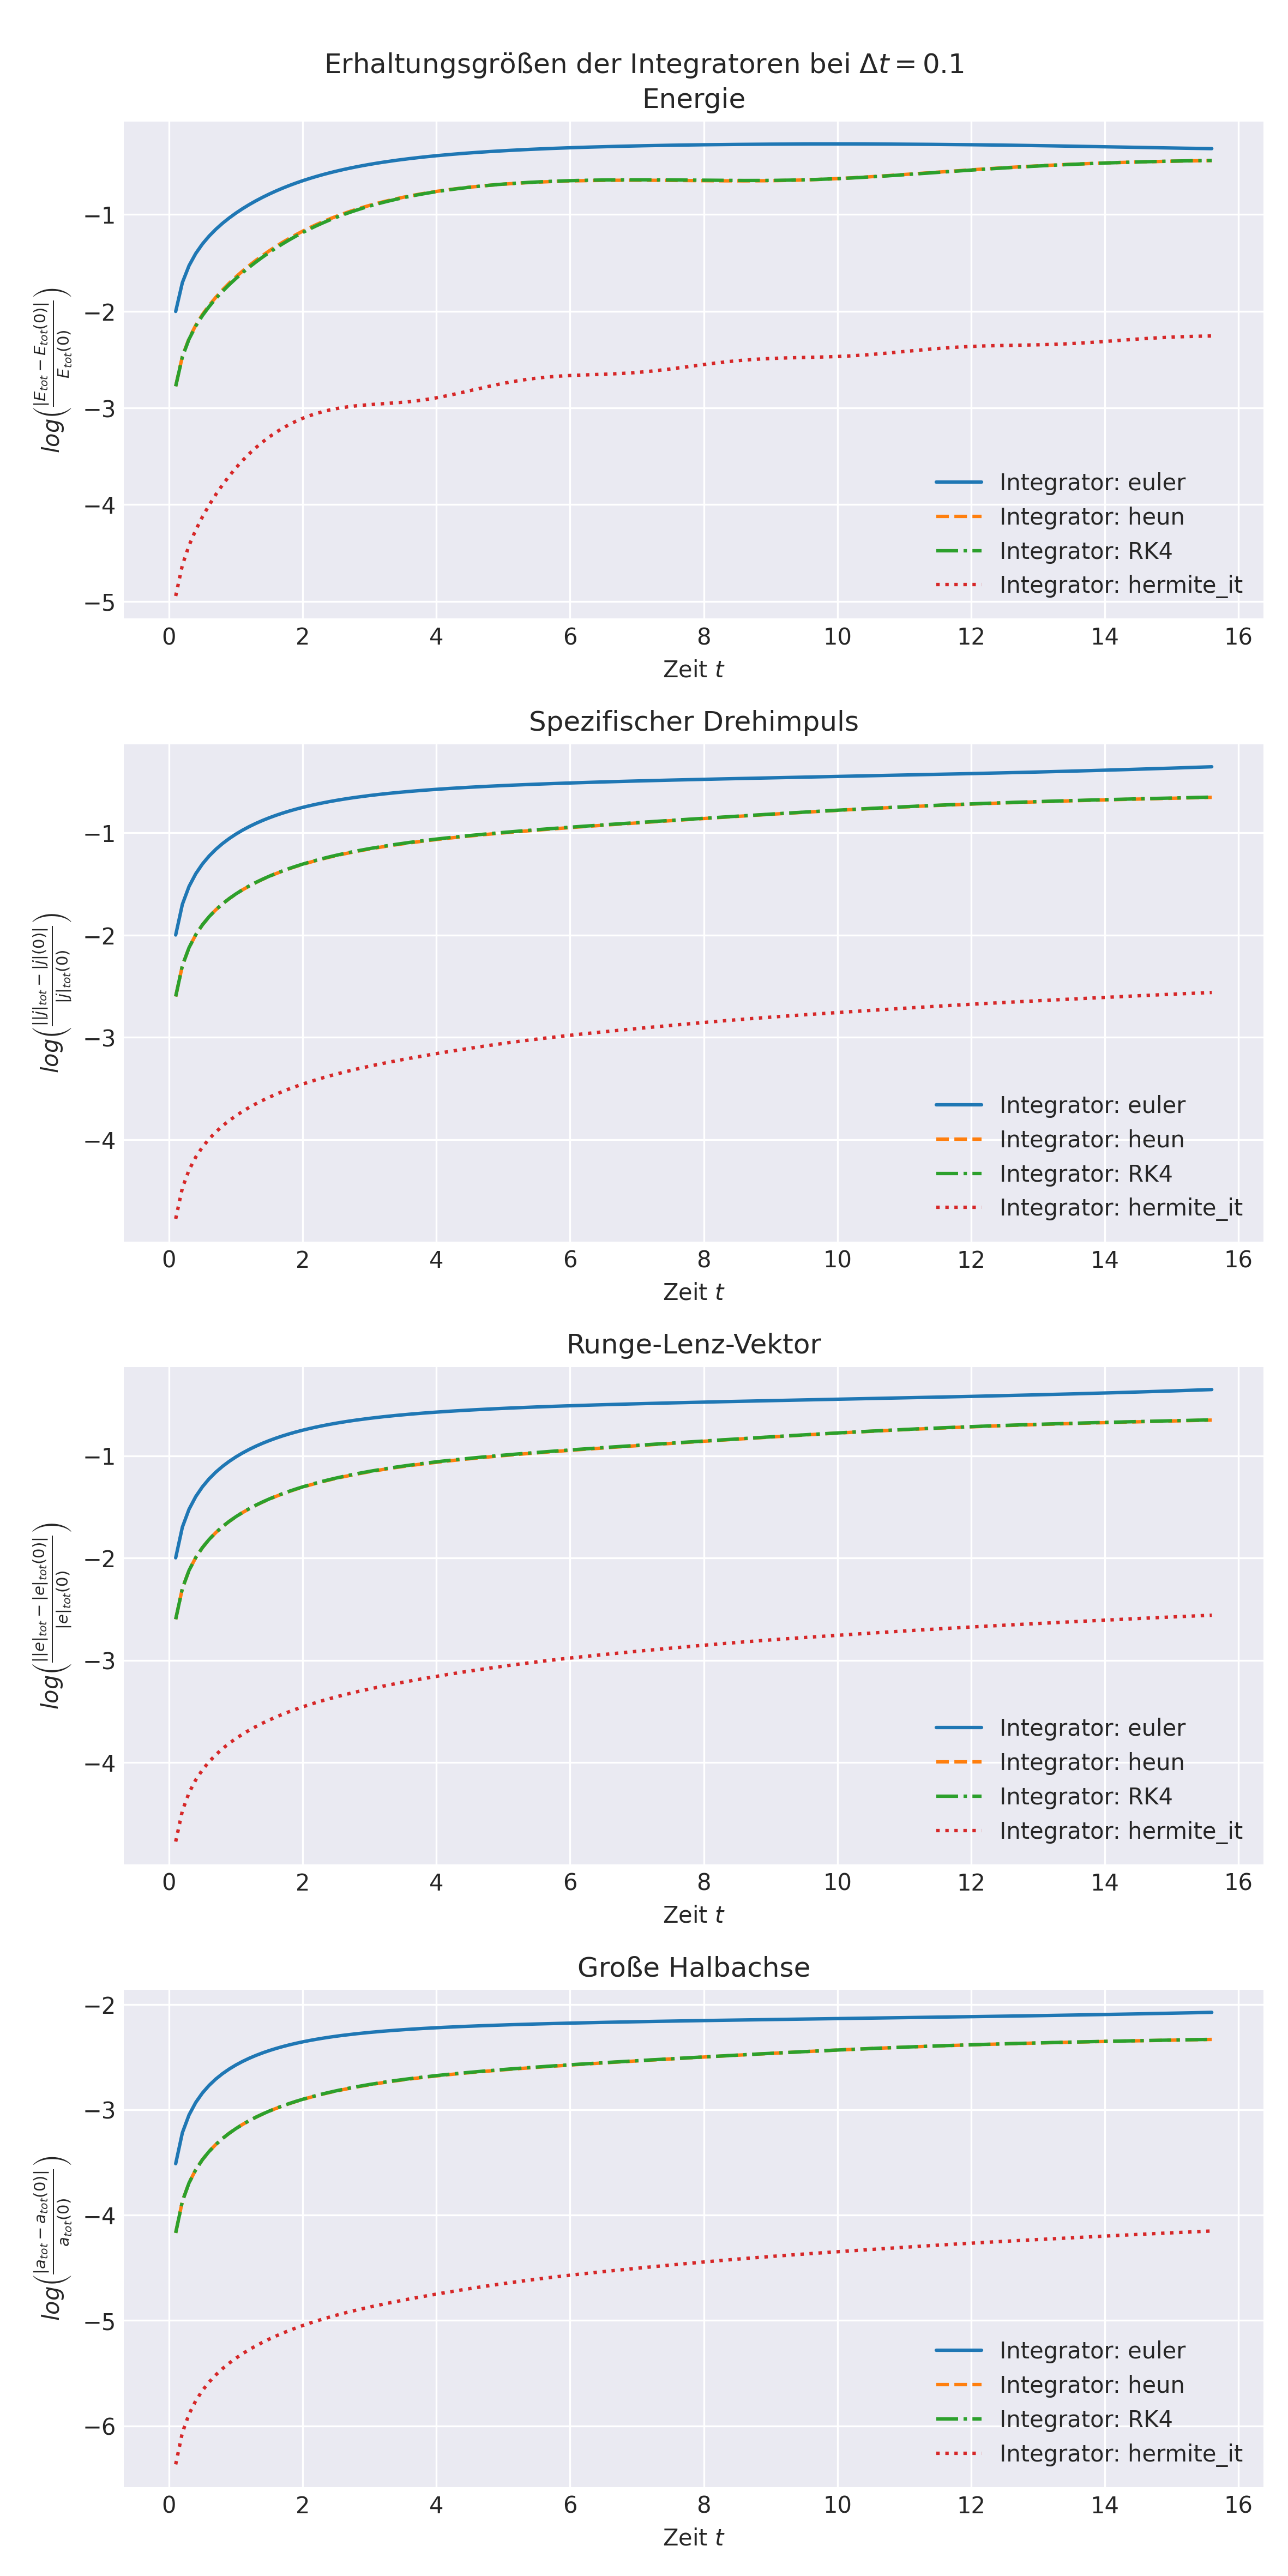 Erhaltungsgrößen der Integratoren bei Δt = 0.1
Energie
log(|E_tot − E_tot(0)| / E_tot(0))
−1
−2
−3
−4
−5
Integrator: euler
Integrator: heun
Integrator: RK4
Integrator: hermite_it
0 2 4 6 8 10 12 14 16
Zeit t
Spezifischer Drehimpuls
log(||j|_tot − |j|(0)| / |j|_tot(0))
−1
−2
−3
−4
Integrator: euler
Integrator: heun
Integrator: RK4
Integrator: hermite_it
0 2 4 6 8 10 12 14 16
Zeit t
Runge-Lenz-Vektor
log(||e|_tot − |e|_tot(0)| / |e|_tot(0))
−1
−2
−3
−4
Integrator: euler
Integrator: heun
Integrator: RK4
Integrator: hermite_it
0 2 4 6 8 10 12 14 16
Zeit t
Große Halbachse
log(|a_tot − a_tot(0)| / a_tot(0))
−2
−3
−4
−5
−6
Integrator: euler
Integrator: heun
Integrator: RK4
Integrator: hermite_it
0 2 4 6 8 10 12 14 16
Zeit t